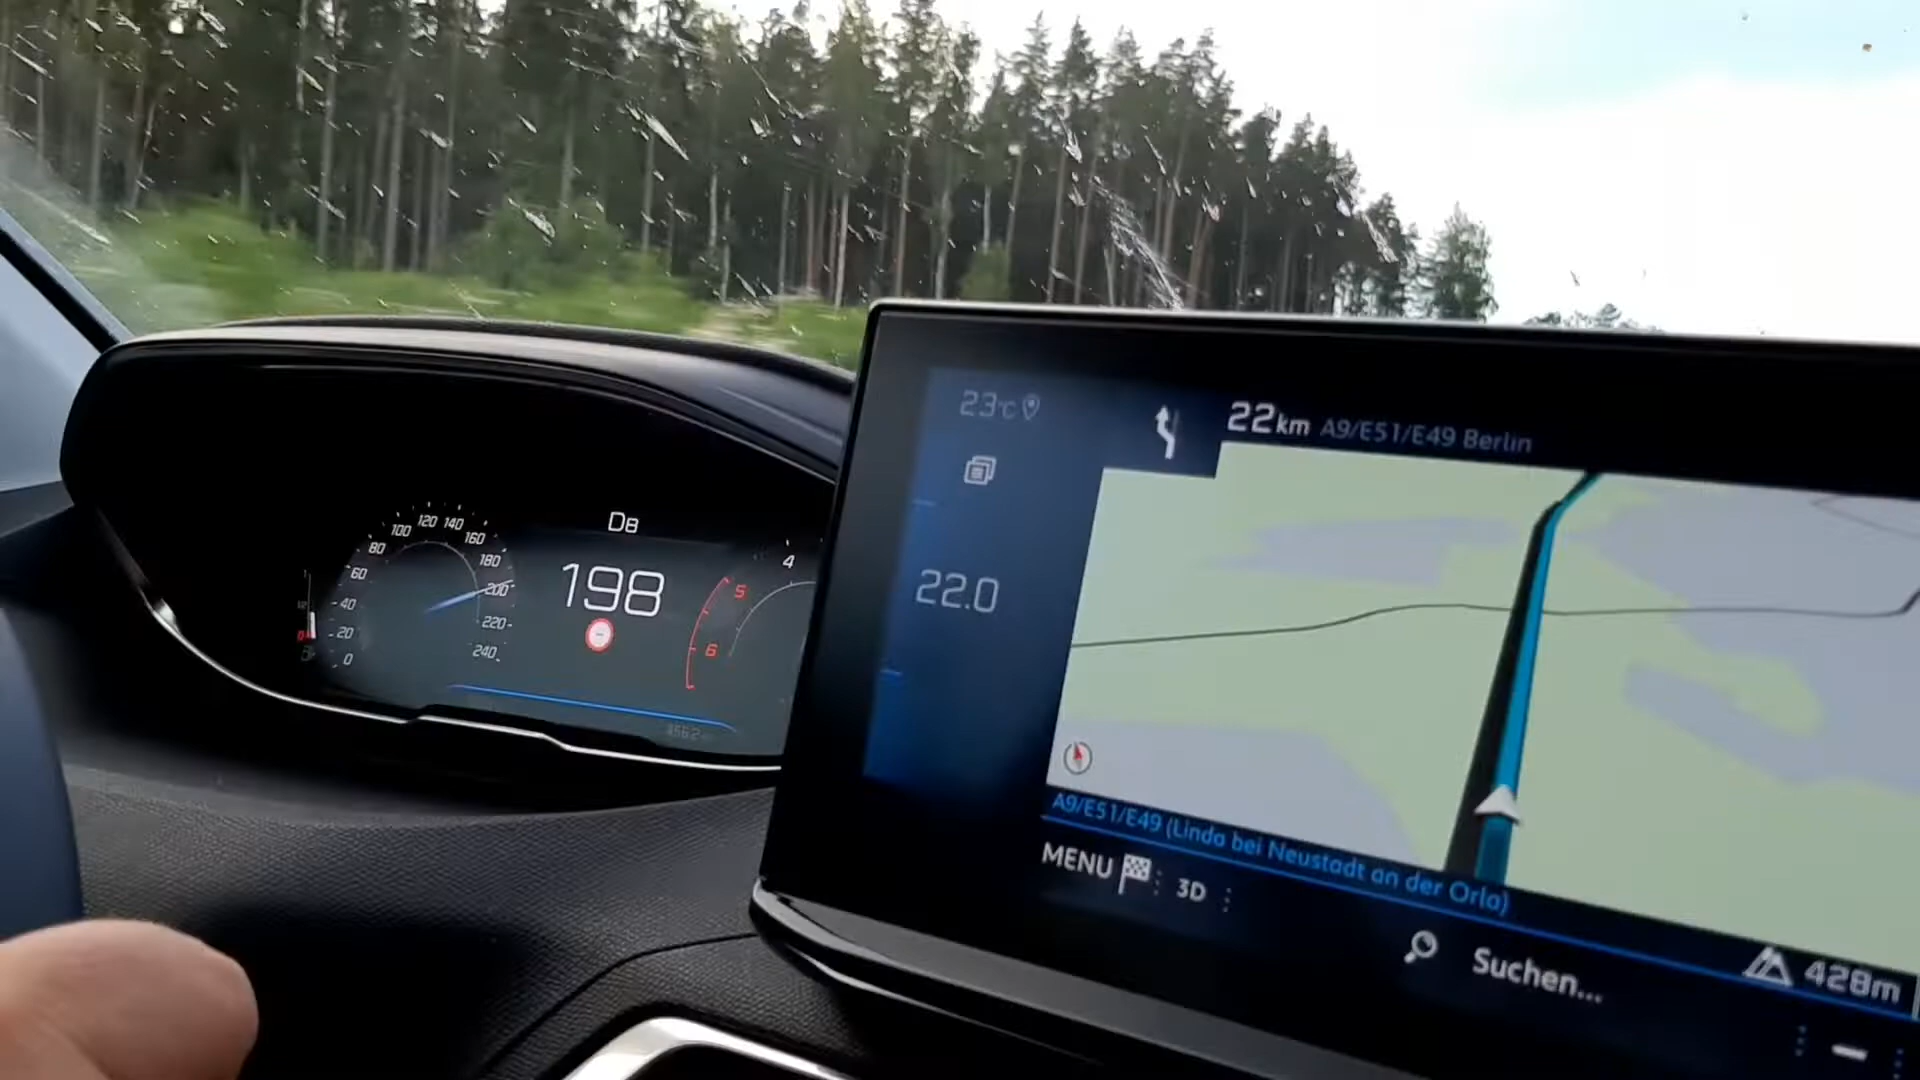 23°C
22km A9/E51/E49 Berlin
22.0
D8
198
0
20
40
60
80
100
120
140
160
180
200
220
240
4
5
6
0
1
A9/E51/E49 (Linda bei Neustadt an der Orla)
MENU
3D
Suchen...
428m